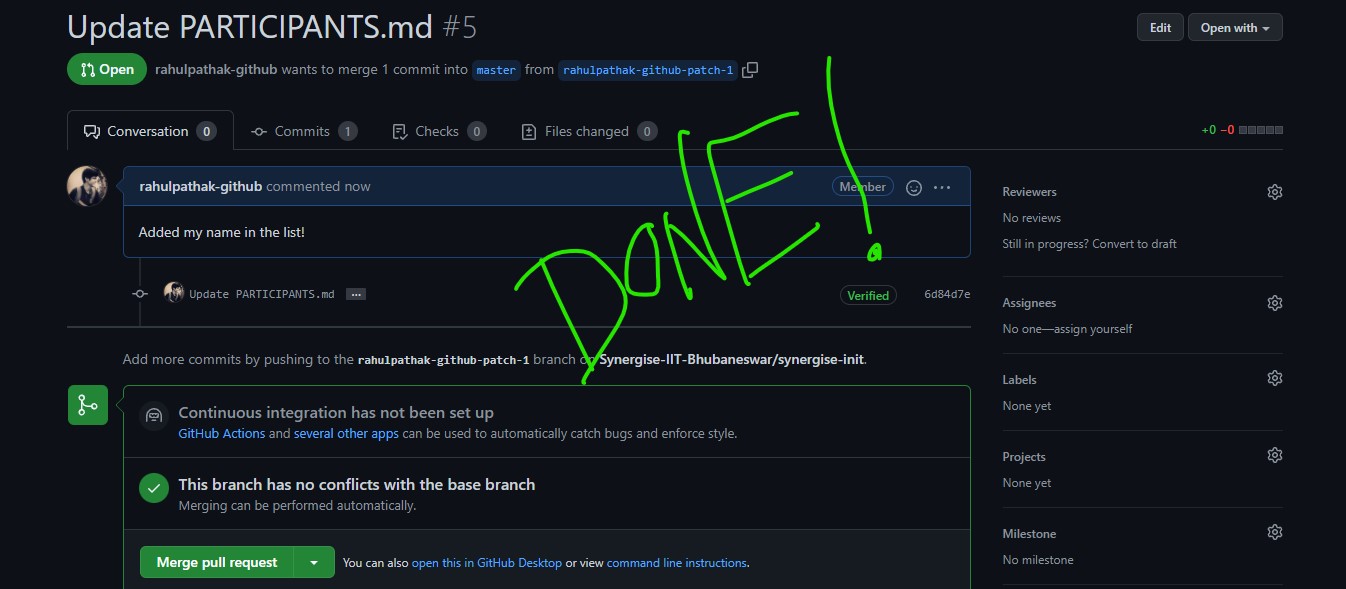 Update PARTICIPANTS.md #5
Edit
Open with
Open
rahulpathak-github wants to merge 1 commit into master from rahulpathak-github-patch-1
Conversation 0
Commits 1
Checks 0
Files changed 0
+0 −0
rahulpathak-github commented now
Member
Added my name in the list!
DONE!
Update PARTICIPANTS.md ...
Verified
6d84d7e
Add more commits by pushing to the rahulpathak-github-patch-1 branch on Synergise-IIT-Bhubaneswar/synergise-init.
Continuous integration has not been set up
GitHub Actions and several other apps can be used to automatically catch bugs and enforce style.
This branch has no conflicts with the base branch
Merging can be performed automatically.
Merge pull request
You can also open this in GitHub Desktop or view command line instructions.
Reviewers
No reviews
Still in progress? Convert to draft
Assignees
No one—assign yourself
Labels
None yet
Projects
None yet
Milestone
No milestone